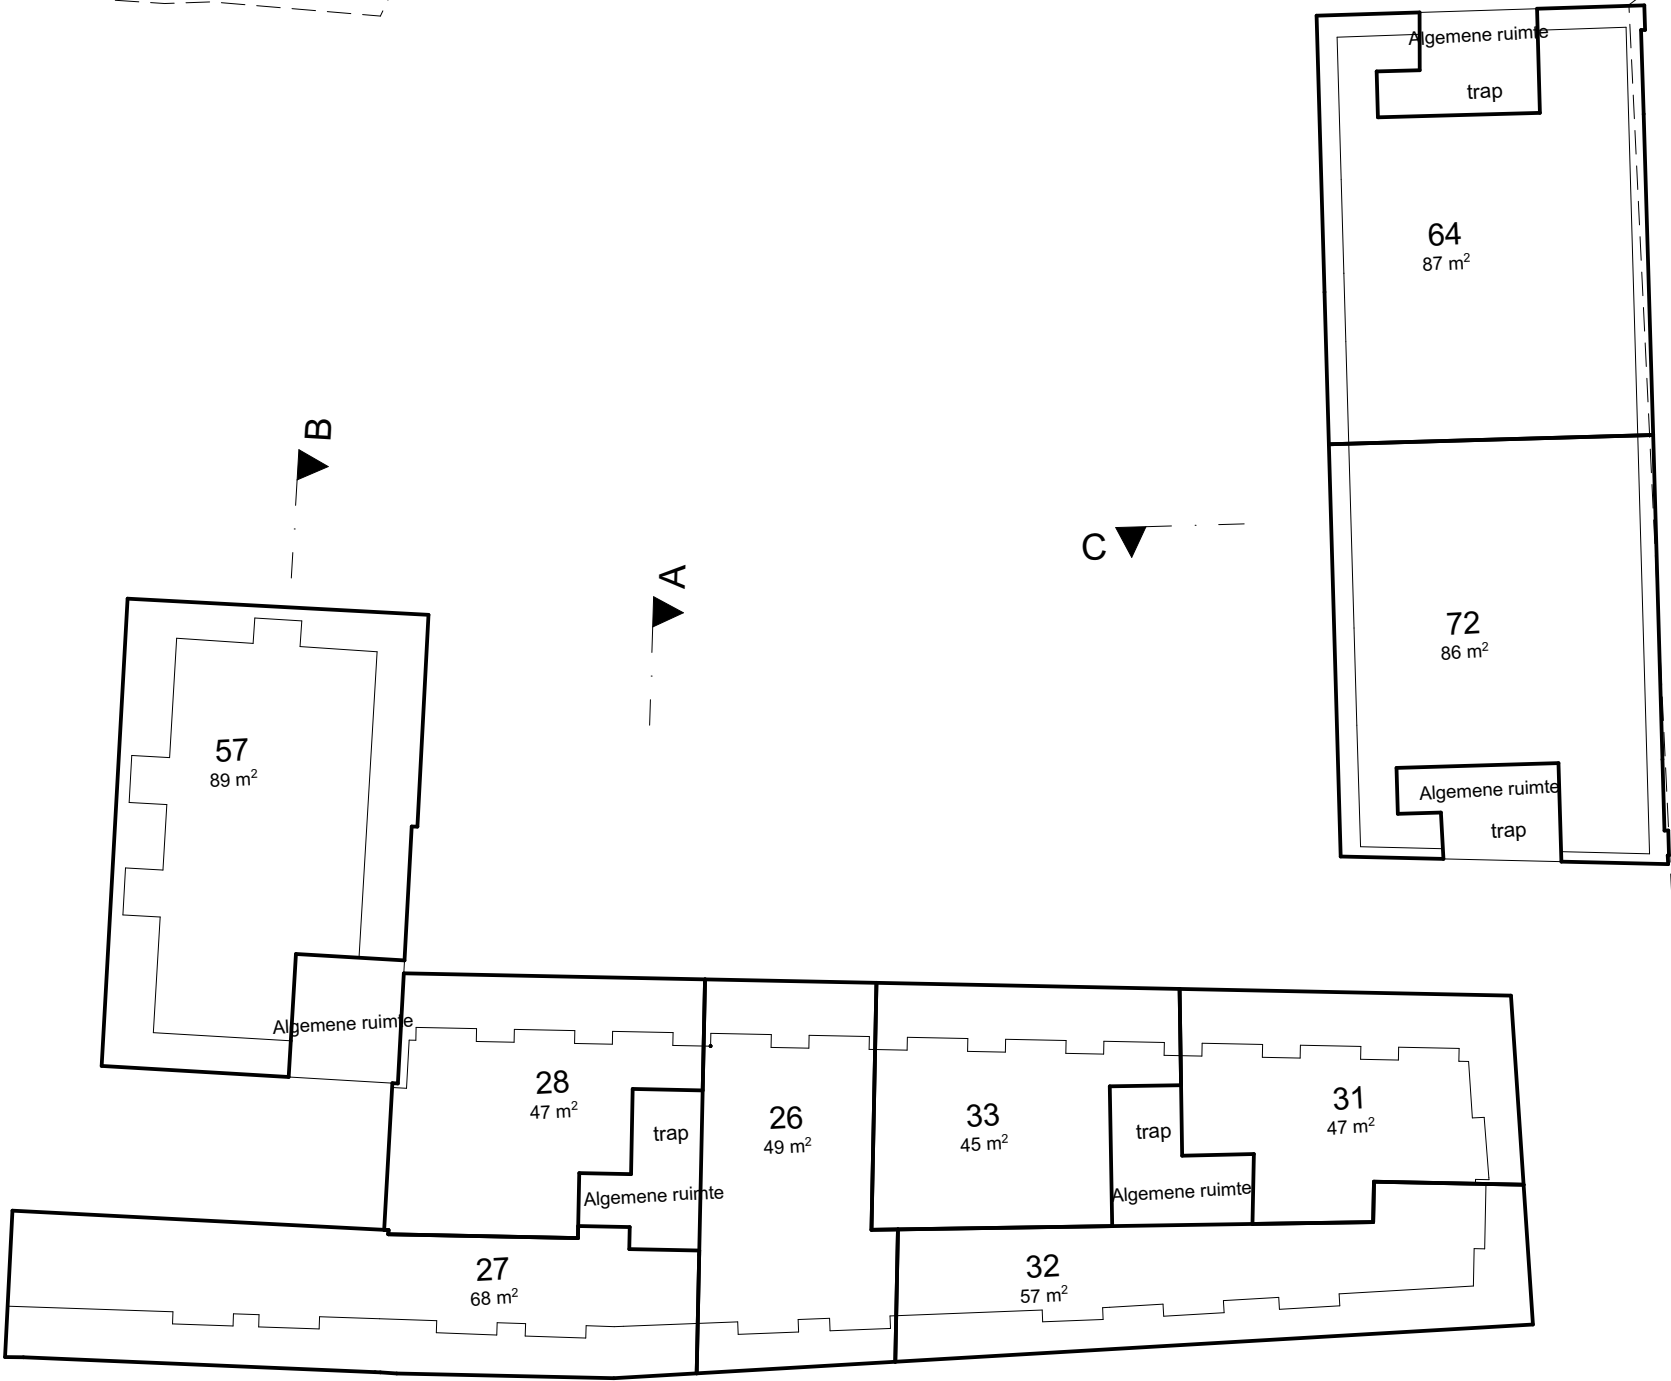 Algemene ruimte
trap
64
87 m²
B
C
A
72
86 m²
57
89 m²
Algemene ruimte
trap
Algemene ruimte
28
47 m²
trap
Algemene ruimte
26
49 m²
33
45 m²
trap
Algemene ruimte
31
47 m²
27
68 m²
32
57 m²